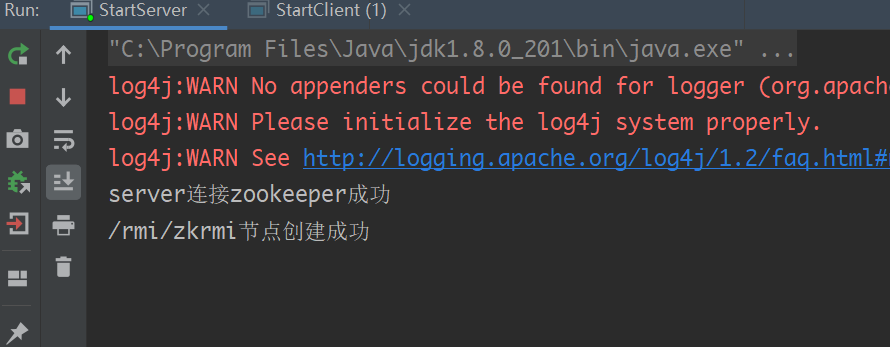 Run: StartServer StartClient (1)
"C:\Program Files\Java\jdk1.8.0_201\bin\java.exe" ...
log4j:WARN No appenders could be found for logger (org.apache
log4j:WARN Please initialize the log4j system properly.
log4j:WARN See http://logging.apache.org/log4j/1.2/faq.html#
server连接zookeeper成功
/rmi/zkrmi节点创建成功